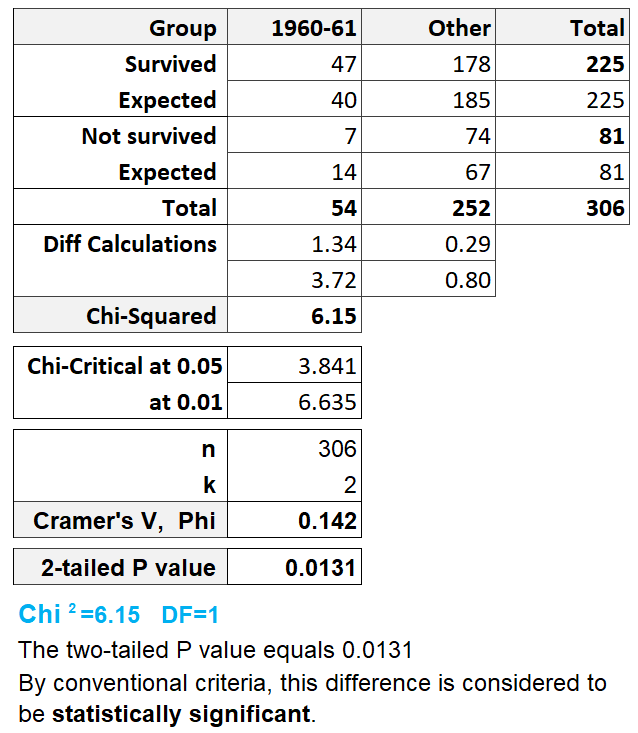 Group 1960-61 Other Total
Survived 47 178 225
Expected 40 185 225
Not survived 7 74 81
Expected 14 67 81
Total 54 252 306
Diff Calculations 1.34 0.29
3.72 0.80
Chi-Squared 6.15
Chi-Critical at 0.05 3.841
at 0.01 6.635
n 306
k 2
Cramer's V, Phi 0.142
2-tailed P value 0.0131
Chi ²=6.15 DF=1
The two-tailed P value equals 0.0131
By conventional criteria, this difference is considered to
be statistically significant.